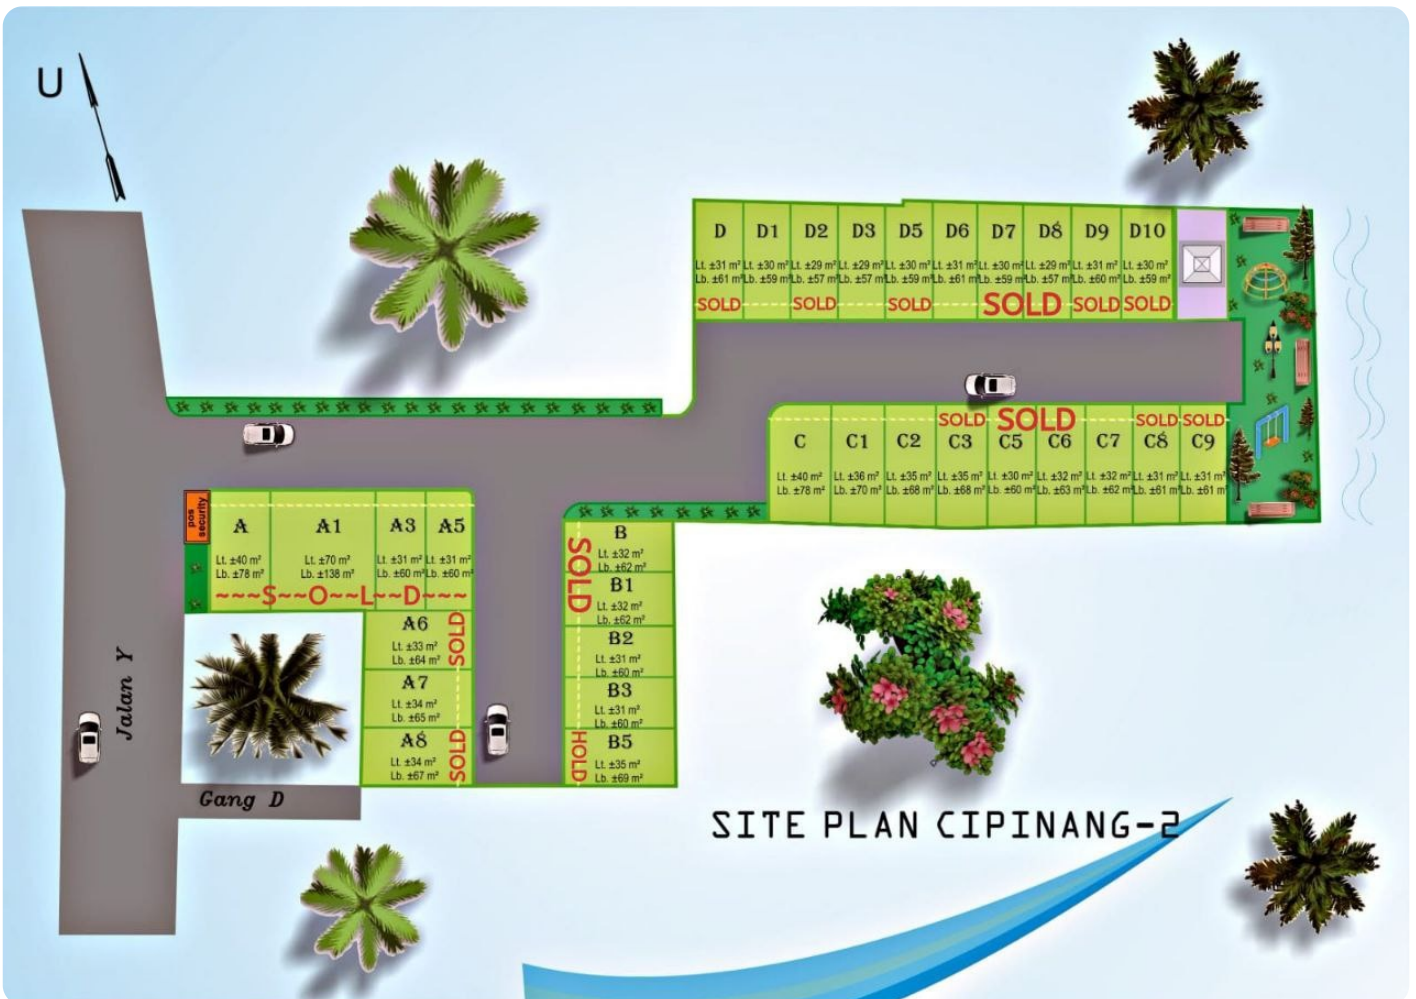 U
D D1 D2 D3 D5 D6 D7 D8 D9 D10
Lt. ±31 m² Lt. ±30 m² Lt. ±29 m² Lt. ±29 m² Lt. ±30 m² Lt. ±31 m² Lt. ±30 m² Lt. ±29 m² Lt. ±31 m² Lt. ±30 m²
Lb. ±61 m² Lb. ±59 m² Lb. ±57 m² Lb. ±57 m² Lb. ±59 m² Lb. ±61 m² Lb. ±59 m² Lb. ±57 m² Lb. ±60 m² Lb. ±59 m²
SOLD SOLD SOLD SOLD SOLD SOLD
SOLD SOLD SOLD SOLD
C C1 C2 C3 C5 C6 C7 C8 C9
Lt. ±40 m² Lt. ±36 m² Lt. ±35 m² Lt. ±35 m² Lt. ±30 m² Lt. ±32 m² Lt. ±32 m² Lt. ±31 m² Lt. ±31 m²
Lb. ±78 m² Lb. ±70 m² Lb. ±68 m² Lb. ±68 m² Lb. ±60 m² Lb. ±63 m² Lb. ±62 m² Lb. ±61 m² Lb. ±61 m²
pos
security
A A1 A3 A5
Lt. ±40 m² Lt. ±70 m² Lt. ±31 m² Lt. ±31 m²
Lb. ±78 m² Lb. ±138 m² Lb. ±60 m² Lb. ±60 m²
~~~S~~O~~L~~D~~~
A6
Lt. ±33 m²
Lb. ±64 m²
SOLD
A7
Lt. ±34 m²
Lb. ±65 m²
A8
Lt. ±34 m²
Lb. ±67 m²
SOLD
B
Lt. ±32 m²
Lb. ±62 m²
SOLD
B1
Lt. ±32 m²
Lb. ±62 m²
B2
Lt. ±31 m²
Lb. ±60 m²
B3
Lt. ±31 m²
Lb. ±60 m²
B5
Lt. ±35 m²
Lb. ±69 m²
HOLD
Jalan Y
Gang D
SITE PLAN CIPINANG-2